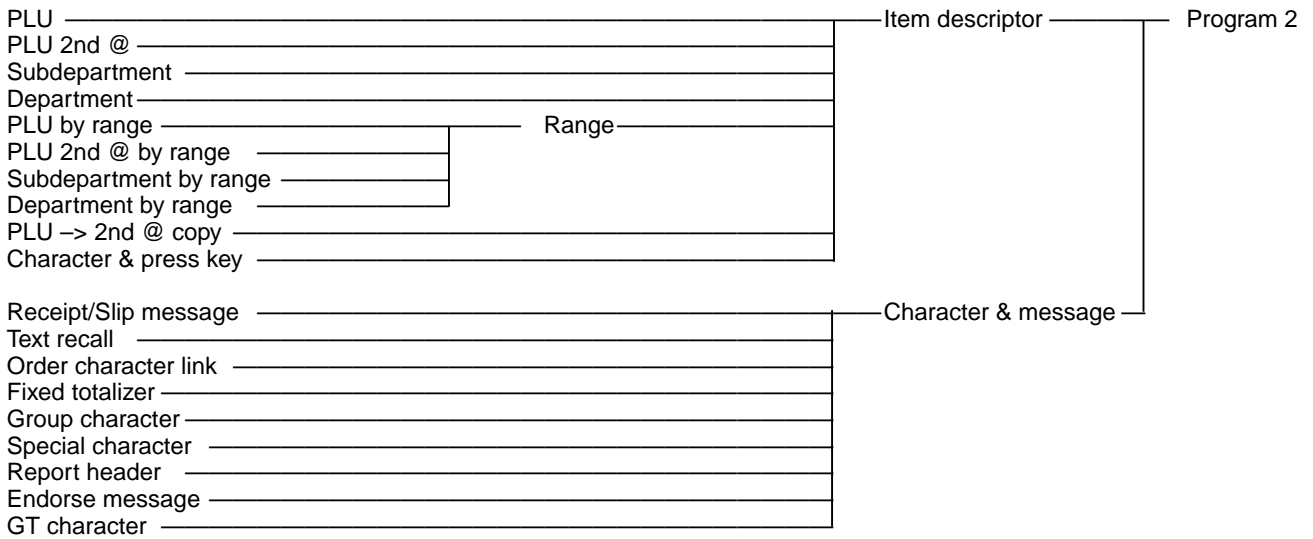 PLU Item descriptor Program 2
PLU 2nd @
Subdepartment
Department
PLU by range Range
PLU 2nd @ by range
Subdepartment by range
Department by range
PLU –> 2nd @ copy
Character & press key
Receipt/Slip message Character & message
Text recall
Order character link
Fixed totalizer
Group character
Special character
Report header
Endorse message
GT character